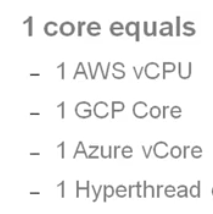 1 core equals
- 1 AWS vCPU
- 1 GCP Core
- 1 Azure vCore
- 1 Hyperthread